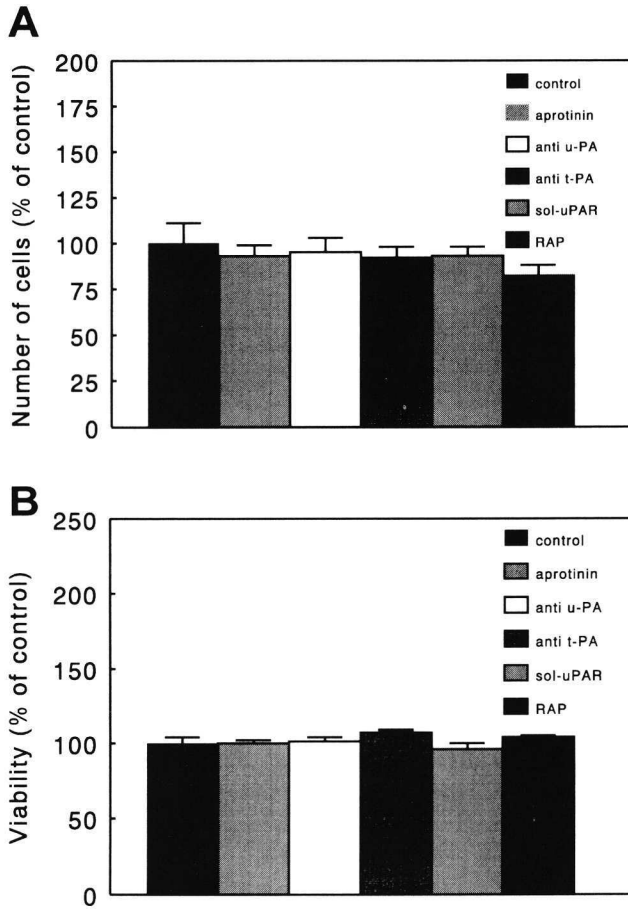 A
Number of cells (% of control)
200
175
150
125
100
75
50
25
0
control
aprotinin
anti u-PA
anti t-PA
sol-uPAR
RAP
B
Viability (% of control)
250
200
150
100
50
0
control
aprotinin
anti u-PA
anti t-PA
sol-uPAR
RAP